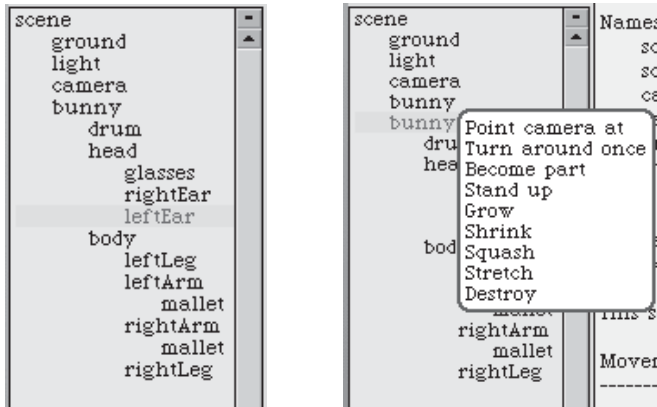 scene
ground
light
camera
bunny
drum
head
glasses
rightEar
leftEar
body
leftLeg
leftArm
mallet
rightArm
mallet
rightLeg
scene
ground
light
camera
bunny
bunny
Point camera at
Turn around once
Become part
Stand up
Grow
Shrink
Squash
Stretch
Destroy
rightArm
mallet
rightLeg